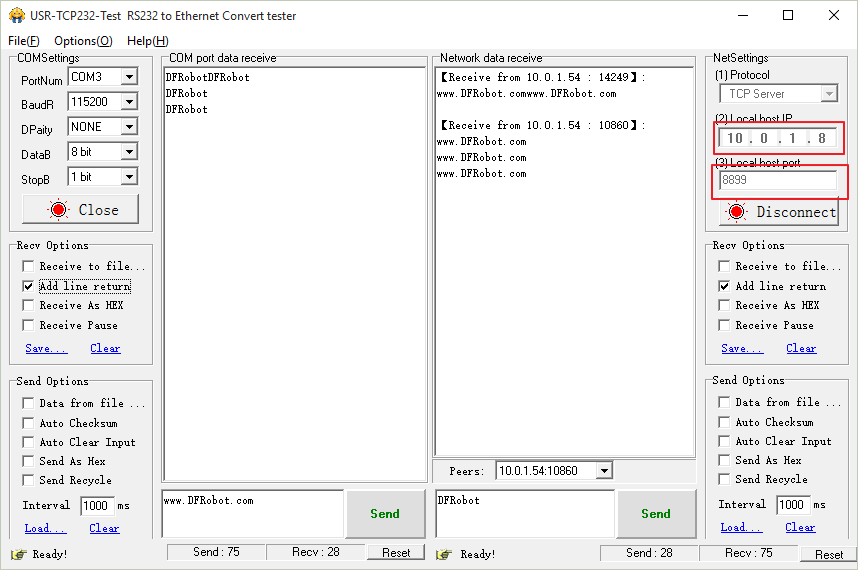 USR-TCP232-Test  RS232 to Ethernet Convert tester
File(F)  Options(O)  Help(H)
COMSettings
PortNum COM3
BaudR 115200
DPaity NONE
DataB 8 bit
StopB 1 bit
Close
Recv Options
Receive to file...
Add line return
Receive As HEX
Receive Pause
Save...  Clear
Send Options
Data from file ...
Auto Checksum
Auto Clear Input
Send As Hex
Send Recycle
Interval 1000 ms
Load...  Clear
Ready!
COM port data receive
DFRobotDFRobot
DFRobot
DFRobot
www.DFRobot.com
Send
Send : 75  Recv : 28  Reset
Network data receive
【Receive from 10.0.1.54 : 14249】:
www.DFRobot.comwww.DFRobot.com
【Receive from 10.0.1.54 : 10860】:
www.DFRobot.com
www.DFRobot.com
www.DFRobot.com
Peers: 10.0.1.54:10860
DFRobot
Send
Ready!
Send : 28  Recv : 75  Reset
NetSettings
(1) Protocol
TCP Server
(2) Local host IP
10 . 0 . 1 . 8
(3) Local host port
8899
Disconnect
Recv Options
Receive to file...
Add line return
Receive As HEX
Receive Pause
Save...  Clear
Send Options
Data from file ...
Auto Checksum
Auto Clear Input
Send As Hex
Send Recycle
Interval 1000 ms
Load...  Clear